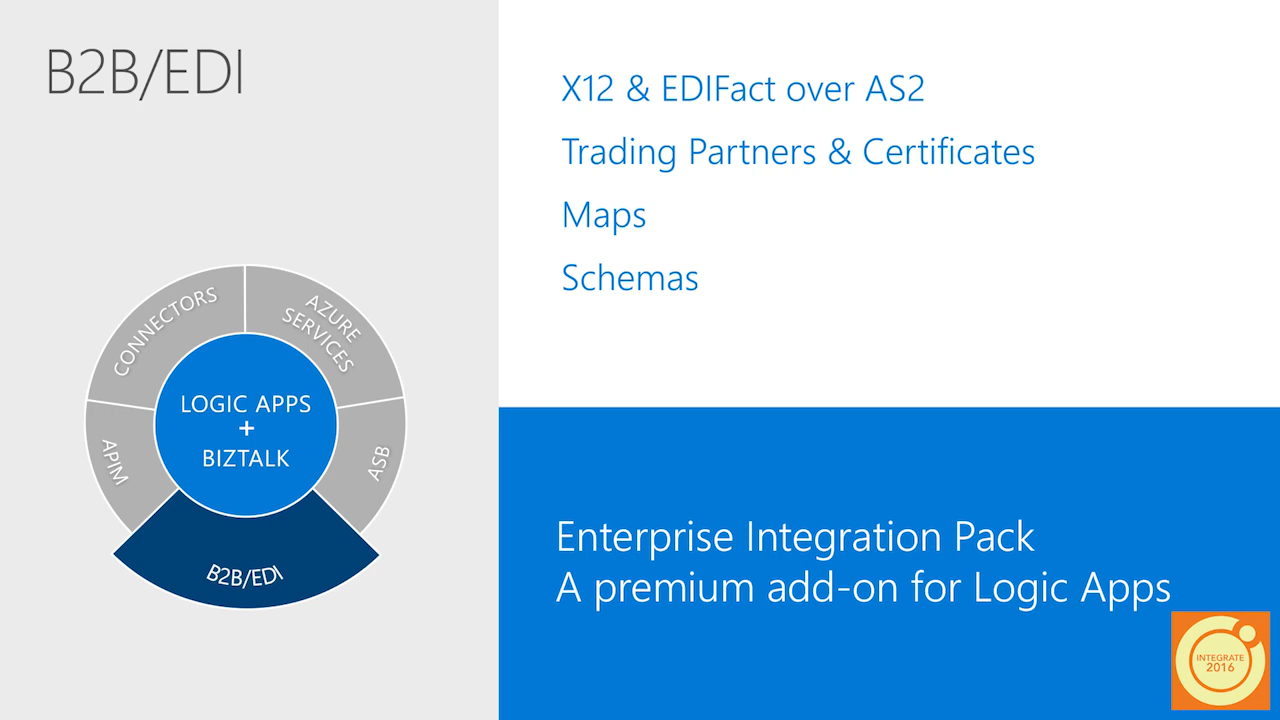 B2B/EDI
X12 & EDIFact over AS2
Trading Partners & Certificates
Maps
Schemas
CONNECTORS
AZURE
SERVICES
APIM
LOGIC APPS
+
BIZTALK
ASB
B2B/EDI
Enterprise Integration Pack
A premium add-on for Logic Apps
INTEGRATE
2016